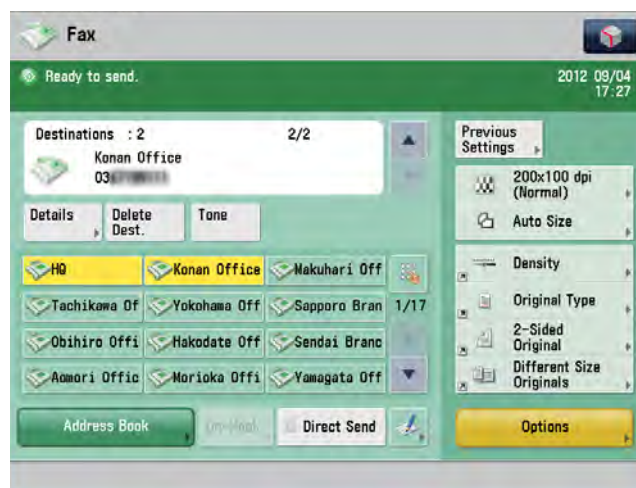 Fax
Ready to send.
2012 09/04
17:27
Destinations : 2
2/2
Konan Office
03
Details
Delete
Dest.
Tone
HQ
Konan Office
Makuhari Off
Tachikawa Of
Yokohama Off
Sapporo Bran
1/17
Obihiro Offi
Hakodate Off
Sendai Branc
Aomori Offic
Morioka Offi
Yamagata Off
Address Book
On-Hook
Direct Send
Previous
Settings
200x100 dpi
(Normal)
Auto Size
Density
Original Type
2-Sided
Original
Different Size
Originals
Options